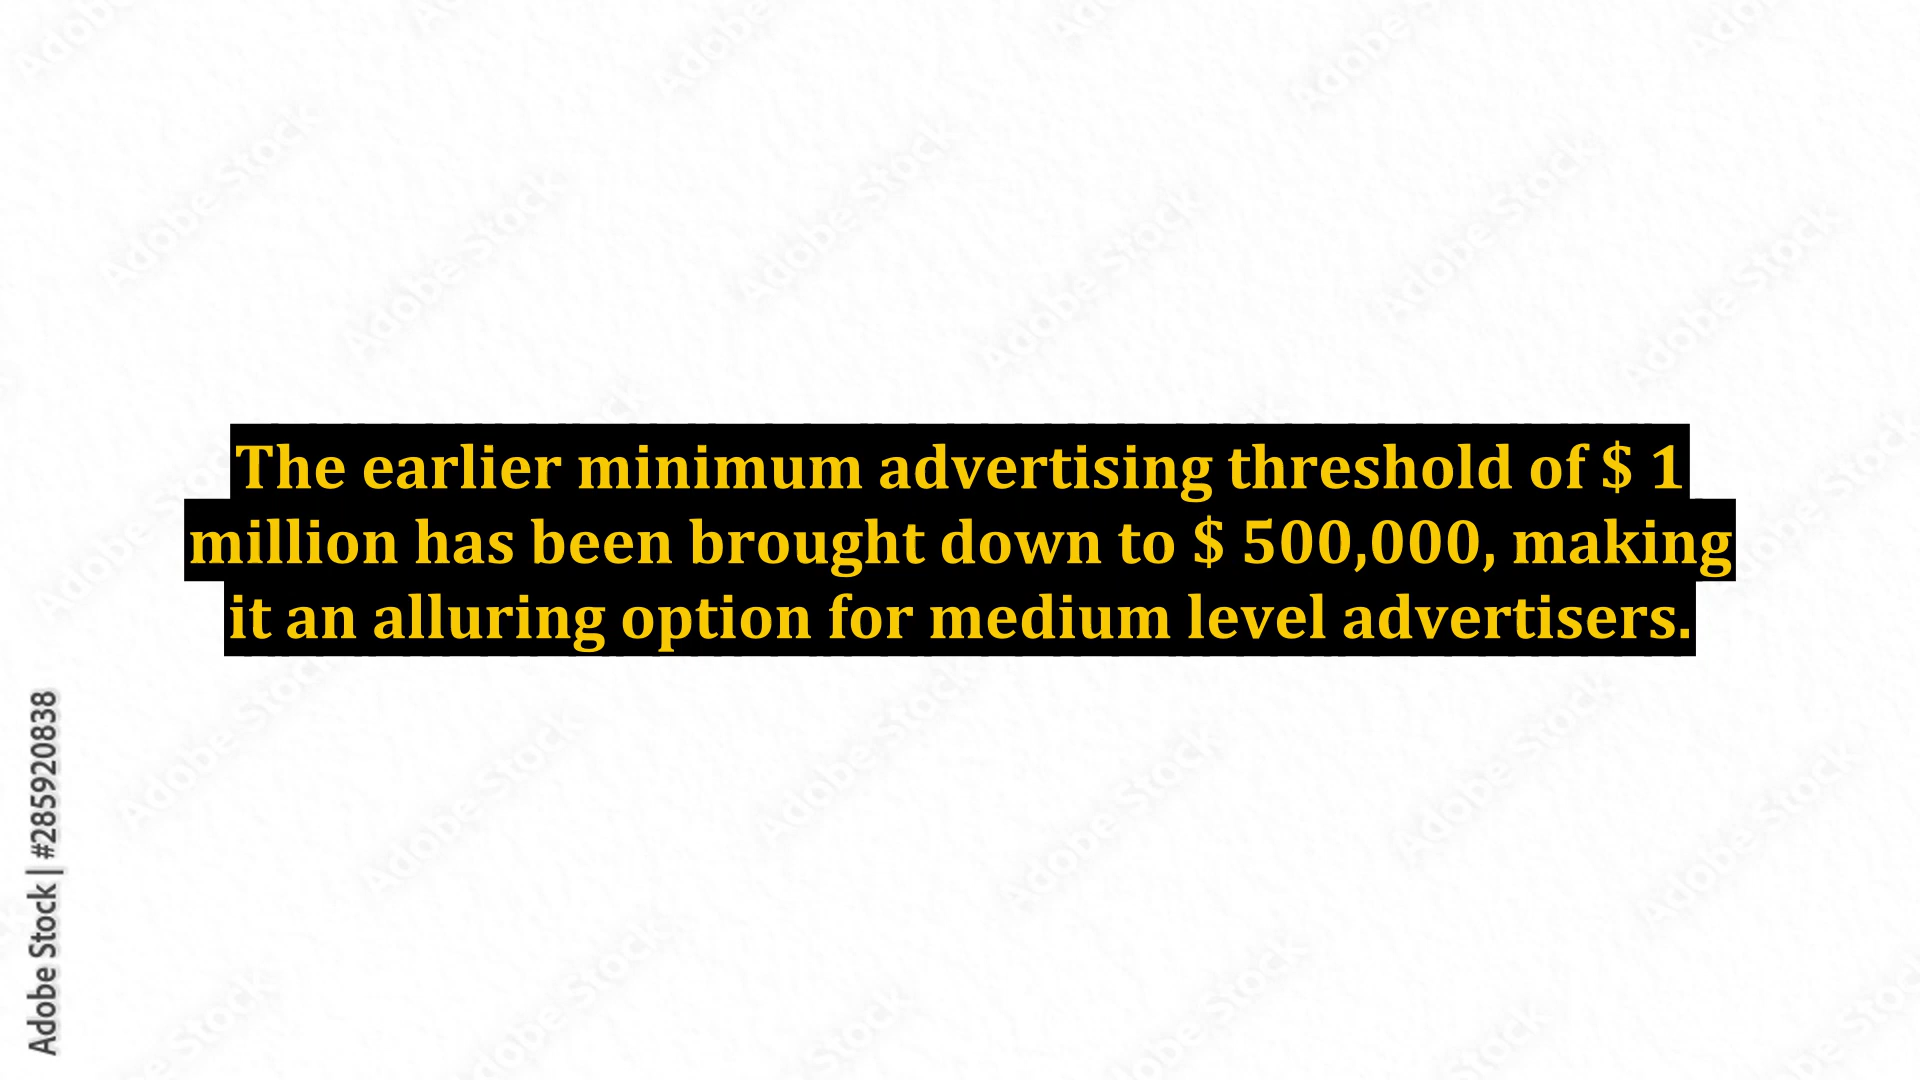 The earlier minimum advertising threshold of $ 1
million has been brought down to $ 500,000, making
it an alluring option for medium level advertisers.
Adobe Stock | #285920838